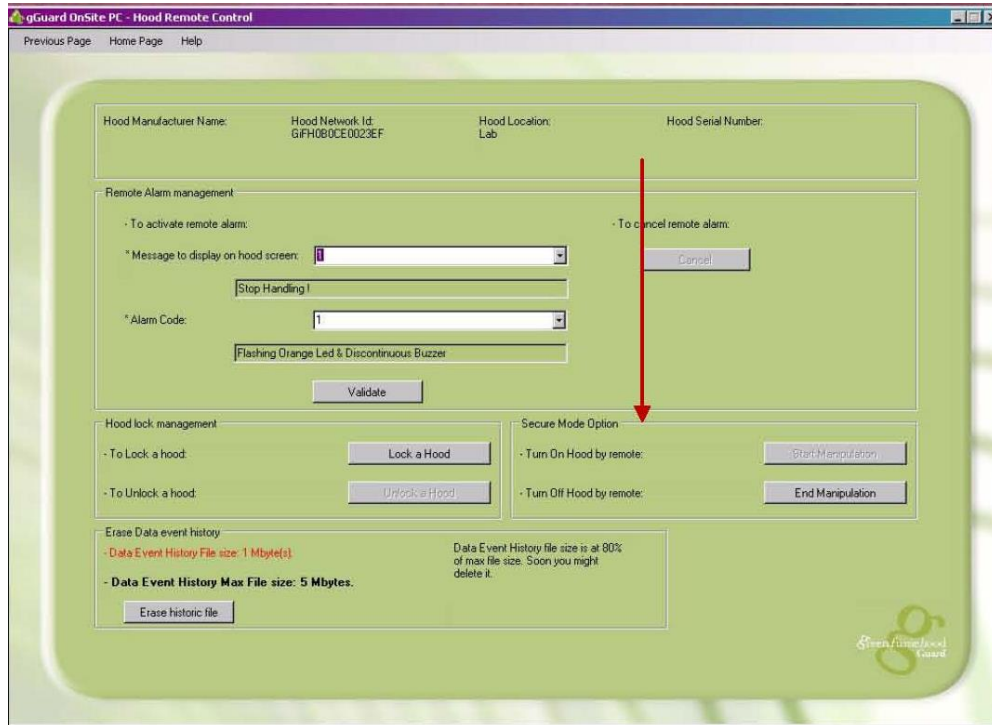 gGuard OnSite PC - Hood Remote Control
Previous Page Home Page Help
Hood Manufacturer Name: Hood Network Id: Hood Location: Hood Serial Number:
GiFH0B0CE0023EF Lab
Remote Alarm management
- To activate remote alarm: - To cancel remote alarm:
* Message to display on hood screen: 1 Cancel
Stop Handling !
* Alarm Code: 1
Flashing Orange Led & Discontinuous Buzzer
Validate
Hood lock management
- To Lock a hood: Lock a Hood
- To Unlock a hood: Unlock a Hood
Secure Mode Option
- Turn On Hood by remote: Start Manipulation
- Turn Off Hood by remote: End Manipulation
Erase Data event history
- Data Event History File size: 1 Mbyte(s).
- Data Event History Max File size: 5 Mbytes.
Data Event History file size is at 80%
of max file size. Soon you might
delete it.
Erase historic file
greenfumehood
Guard